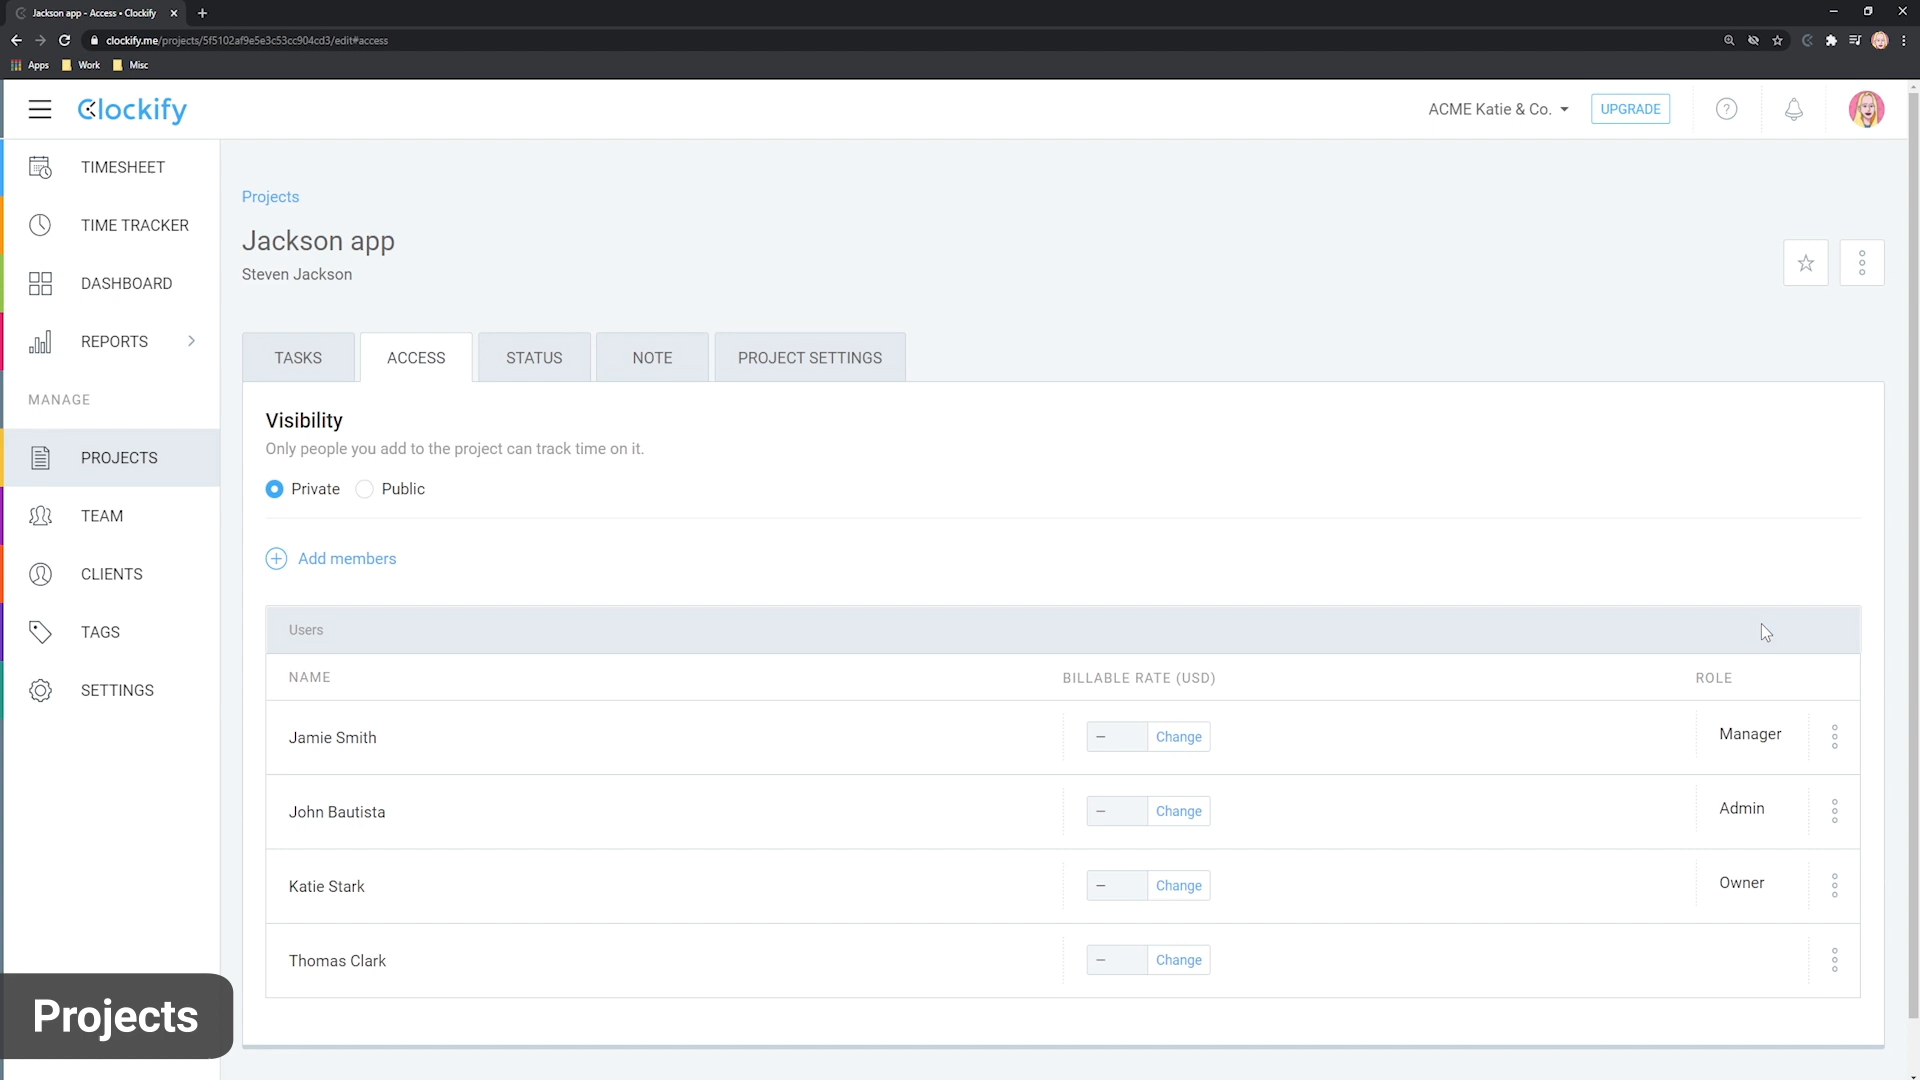 Jackson app - Access • Clockify
clockify.me/projects/5f5102af9e5e3c53cc904cd3/edit#access
Apps
Work
Misc
Clockify
ACME Katie & Co.
UPGRADE
TIMESHEET
TIME TRACKER
DASHBOARD
REPORTS
MANAGE
PROJECTS
TEAM
CLIENTS
TAGS
SETTINGS
Projects
Jackson app
Steven Jackson
TASKS
ACCESS
STATUS
NOTE
PROJECT SETTINGS
Visibility
Only people you add to the project can track time on it.
Private
Public
Add members
Users
NAME
BILLABLE RATE (USD)
ROLE
Jamie Smith
–
Change
Manager
John Bautista
–
Change
Admin
Katie Stark
–
Change
Owner
Thomas Clark
–
Change
Projects